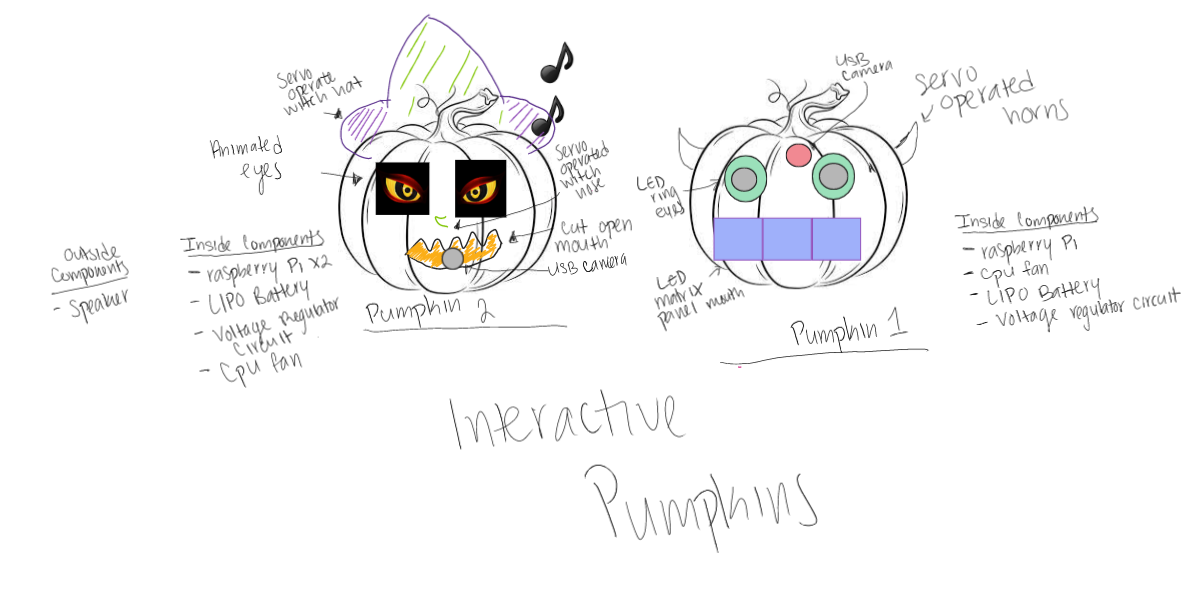 Servo
operate
witch hat
Animated
eyes
Outside
Components
- Speaker
Inside Components
- raspberry Pi x2
- LIPO Battery
- Voltage Regulator
circuit
- Cpu fan
Servo
operated
witch
nose
Cut open
mouth
USB camera
Pumpkin 2
USB
camera
Servo
operated
horns
LED
ring
eyes
LED
matrix
panel mouth
Pumpkin 1
Inside Components
- raspberry Pi
- Cpu fan
- LIPO Battery
- Voltage regulator circuit
Interactive
Pumpkins